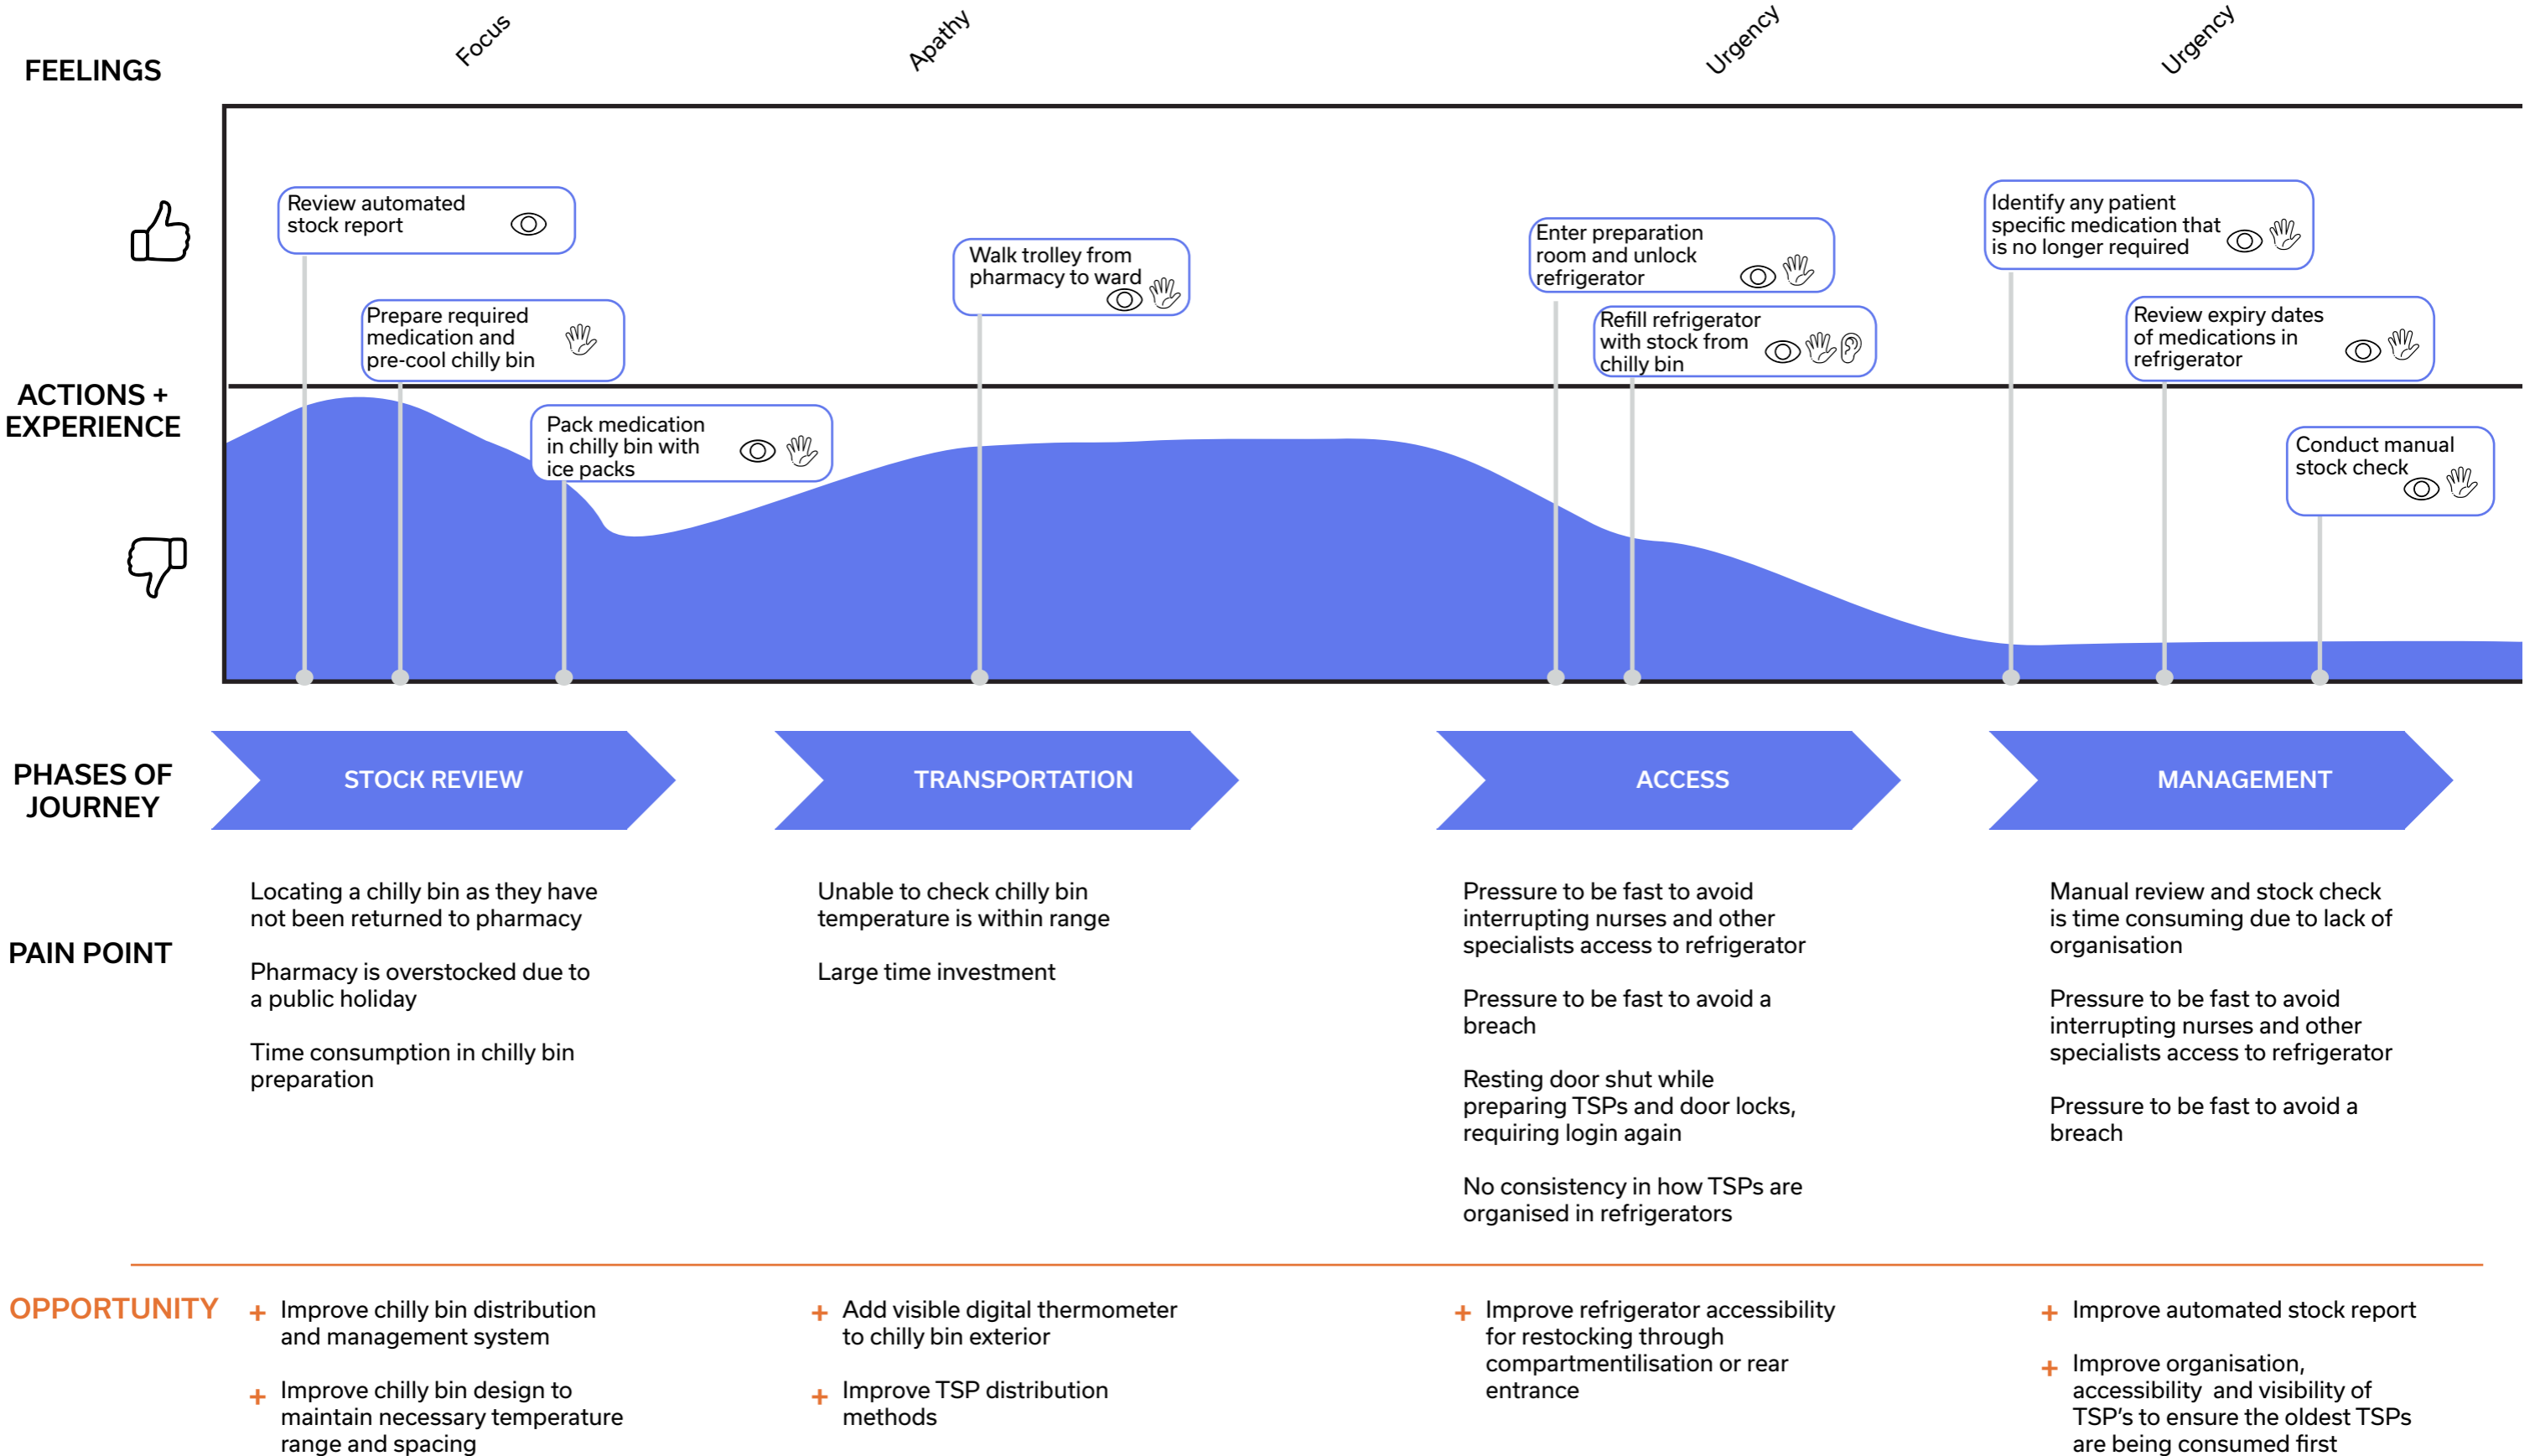 Focus
Apathy
Urgency
Urgency
FEELINGS
Review automated
stock report
Prepare required
medication and
pre-cool chilly bin
Pack medication
in chilly bin with
ice packs
Walk trolley from
pharmacy to ward
Enter preparation
room and unlock
refrigerator
Refill refrigerator
with stock from
chilly bin
Identify any patient
specific medication that
is no longer required
Review expiry dates
of medications in
refrigerator
Conduct manual
stock check
ACTIONS +
EXPERIENCE
PHASES OF
JOURNEY
STOCK REVIEW
TRANSPORTATION
ACCESS
MANAGEMENT
PAIN POINT
Locating a chilly bin as they have
not been returned to pharmacy
Pharmacy is overstocked due to
a public holiday
Time consumption in chilly bin
preparation
Unable to check chilly bin
temperature is within range
Large time investment
Pressure to be fast to avoid
interrupting nurses and other
specialists access to refrigerator
Pressure to be fast to avoid a
breach
Resting door shut while
preparing TSPs and door locks,
requiring login again
No consistency in how TSPs are
organised in refrigerators
Manual review and stock check
is time consuming due to lack of
organisation
Pressure to be fast to avoid
interrupting nurses and other
specialists access to refrigerator
Pressure to be fast to avoid a
breach
OPPORTUNITY
+ Improve chilly bin distribution
and management system
+ Improve chilly bin design to
maintain necessary temperature
range and spacing
+ Add visible digital thermometer
to chilly bin exterior
+ Improve TSP distribution
methods
+ Improve refrigerator accessibility
for restocking through
compartmentilisation or rear
entrance
+ Improve automated stock report
+ Improve organisation,
accessibility and visibility of
TSP's to ensure the oldest TSPs
are being consumed first